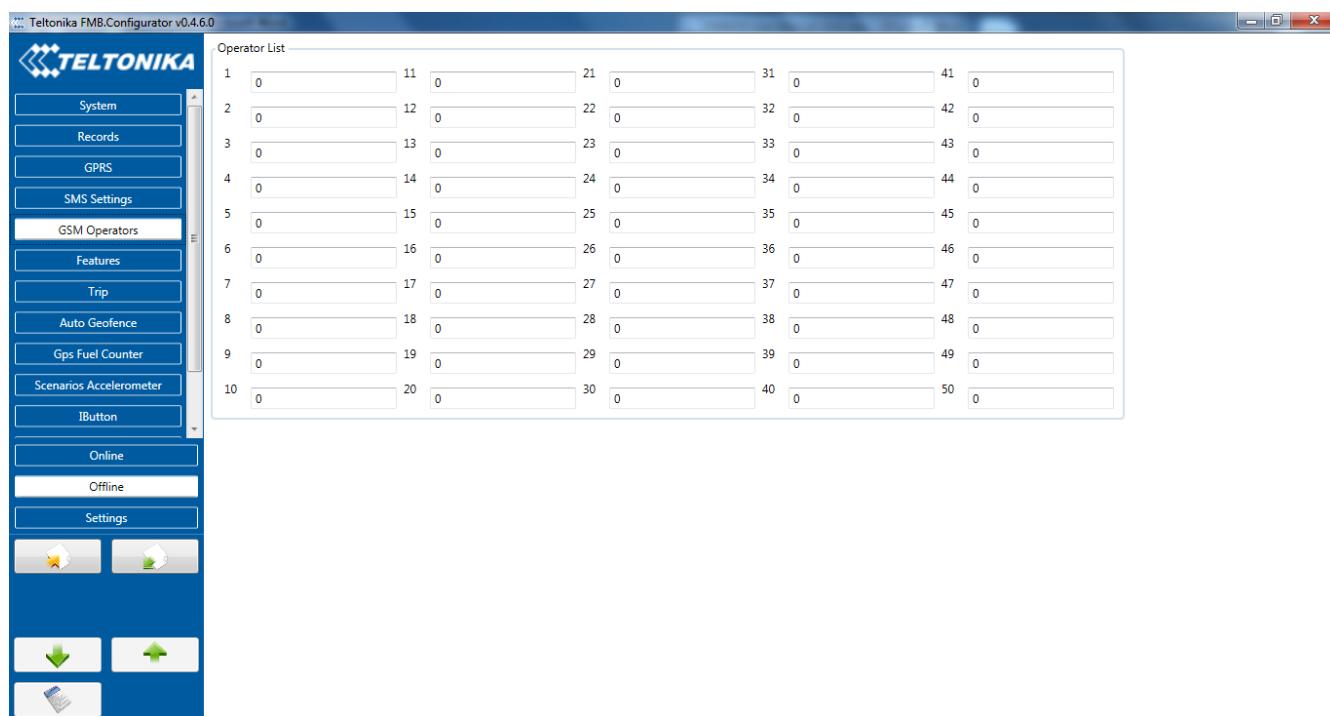 Teltonika FMB.Configurator v0.4.6.0
TELTONIKA
System
Records
GPRS
SMS Settings
GSM Operators
Features
Trip
Auto Geofence
Gps Fuel Counter
Scenarios Accelerometer
IButton
Online
Offline
Settings
Operator List
1 0 11 0 21 0 31 0 41 0
2 0 12 0 22 0 32 0 42 0
3 0 13 0 23 0 33 0 43 0
4 0 14 0 24 0 34 0 44 0
5 0 15 0 25 0 35 0 45 0
6 0 16 0 26 0 36 0 46 0
7 0 17 0 27 0 37 0 47 0
8 0 18 0 28 0 38 0 48 0
9 0 19 0 29 0 39 0 49 0
10 0 20 0 30 0 40 0 50 0